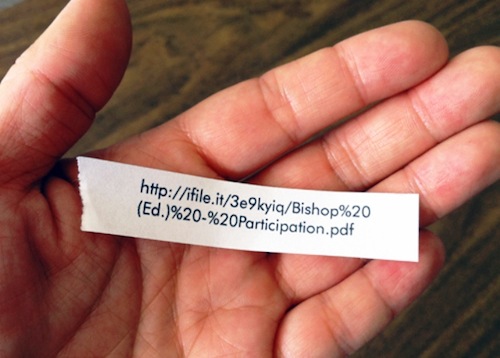 http://ifile.it/3e9kyiq/Bishop%20
(Ed.)%20-%20Participation.pdf